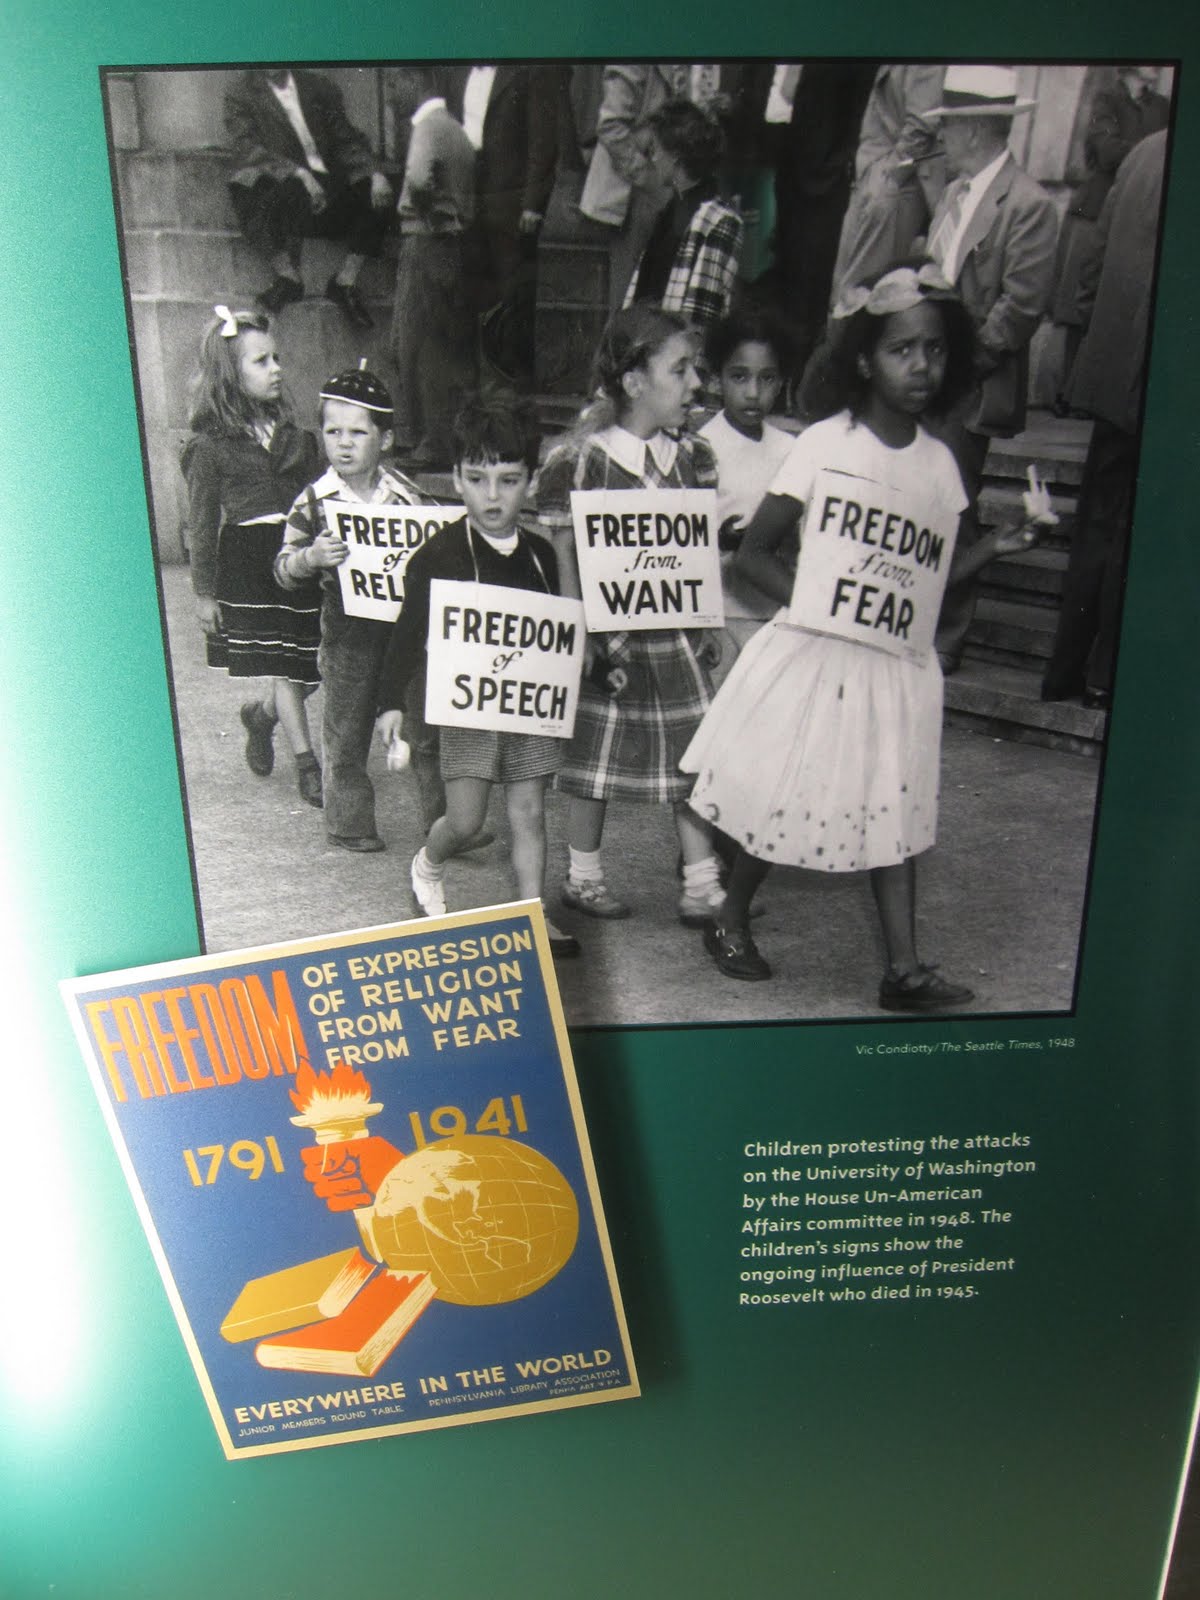 FREEDO
of
REL
FREEDOM
of
SPEECH
FREEDOM
from
WANT
FREEDOM
from
FEAR
Vic Condiotty/The Seattle Times, 1948
FREEDOM
OF EXPRESSION
OF RELIGION
FROM WANT
FROM FEAR
1791
1941
EVERYWHERE IN THE WORLD
JUNIOR MEMBERS ROUND TABLE. PENNSYLVANIA LIBRARY ASSOCIATION
PENNA ART W.P.A.
Children protesting the attacks
on the University of Washington
by the House Un-American
Affairs committee in 1948. The
children's signs show the
ongoing influence of President
Roosevelt who died in 1945.